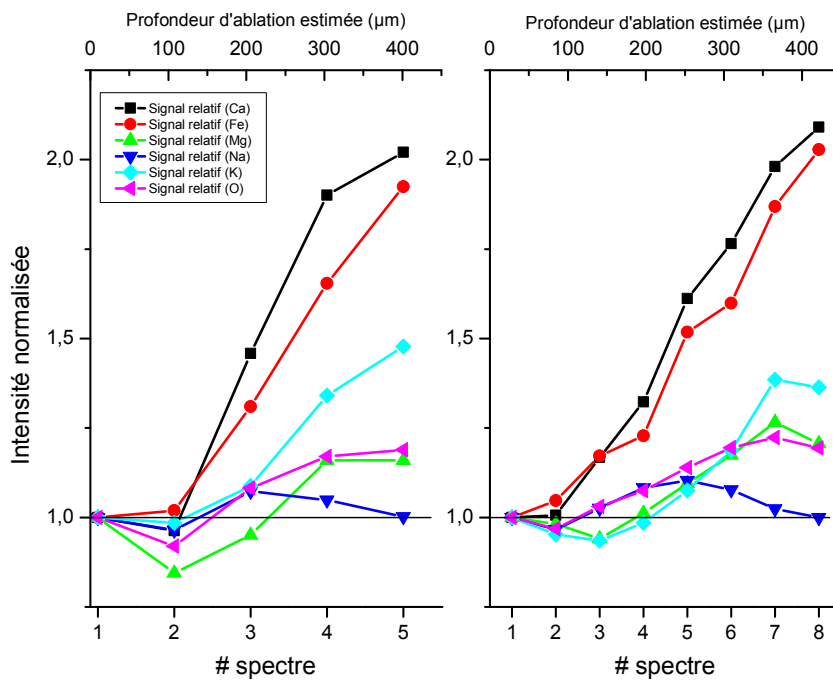 Profondeur d'ablation estimée (µm)
0 100 200 300 400
Signal relatif (Ca)
Signal relatif (Fe)
Signal relatif (Mg)
Signal relatif (Na)
Signal relatif (K)
Signal relatif (O)
Intensité normalisée
2,0
1,5
1,0
1 2 3 4 5
# spectre
Profondeur d'ablation estimée (µm)
0 100 200 300 400
2,0
1,5
1,0
1 2 3 4 5 6 7 8
# spectre